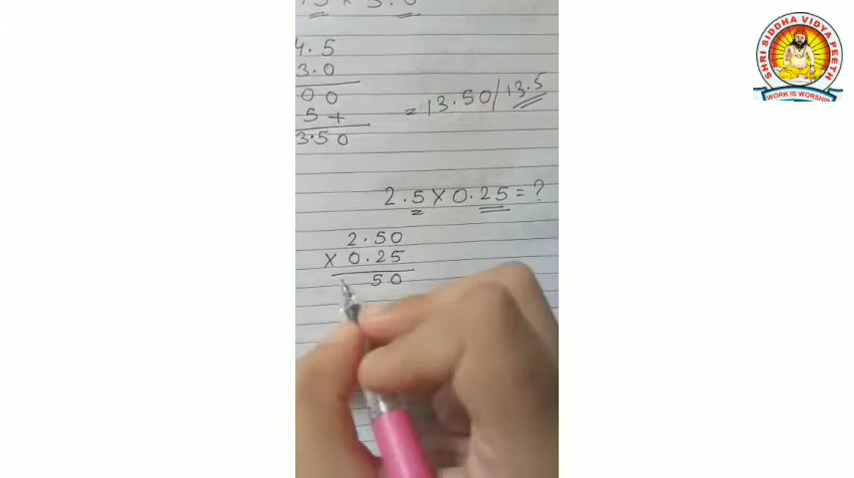 4.5
3.0
00
5+
3.50
= 13.50/13.5
2.5 X 0.25 = ?
2.50
X 0.25
50
SHRI SIDDHA VIDYA PEETH
WORK IS WORSHIP